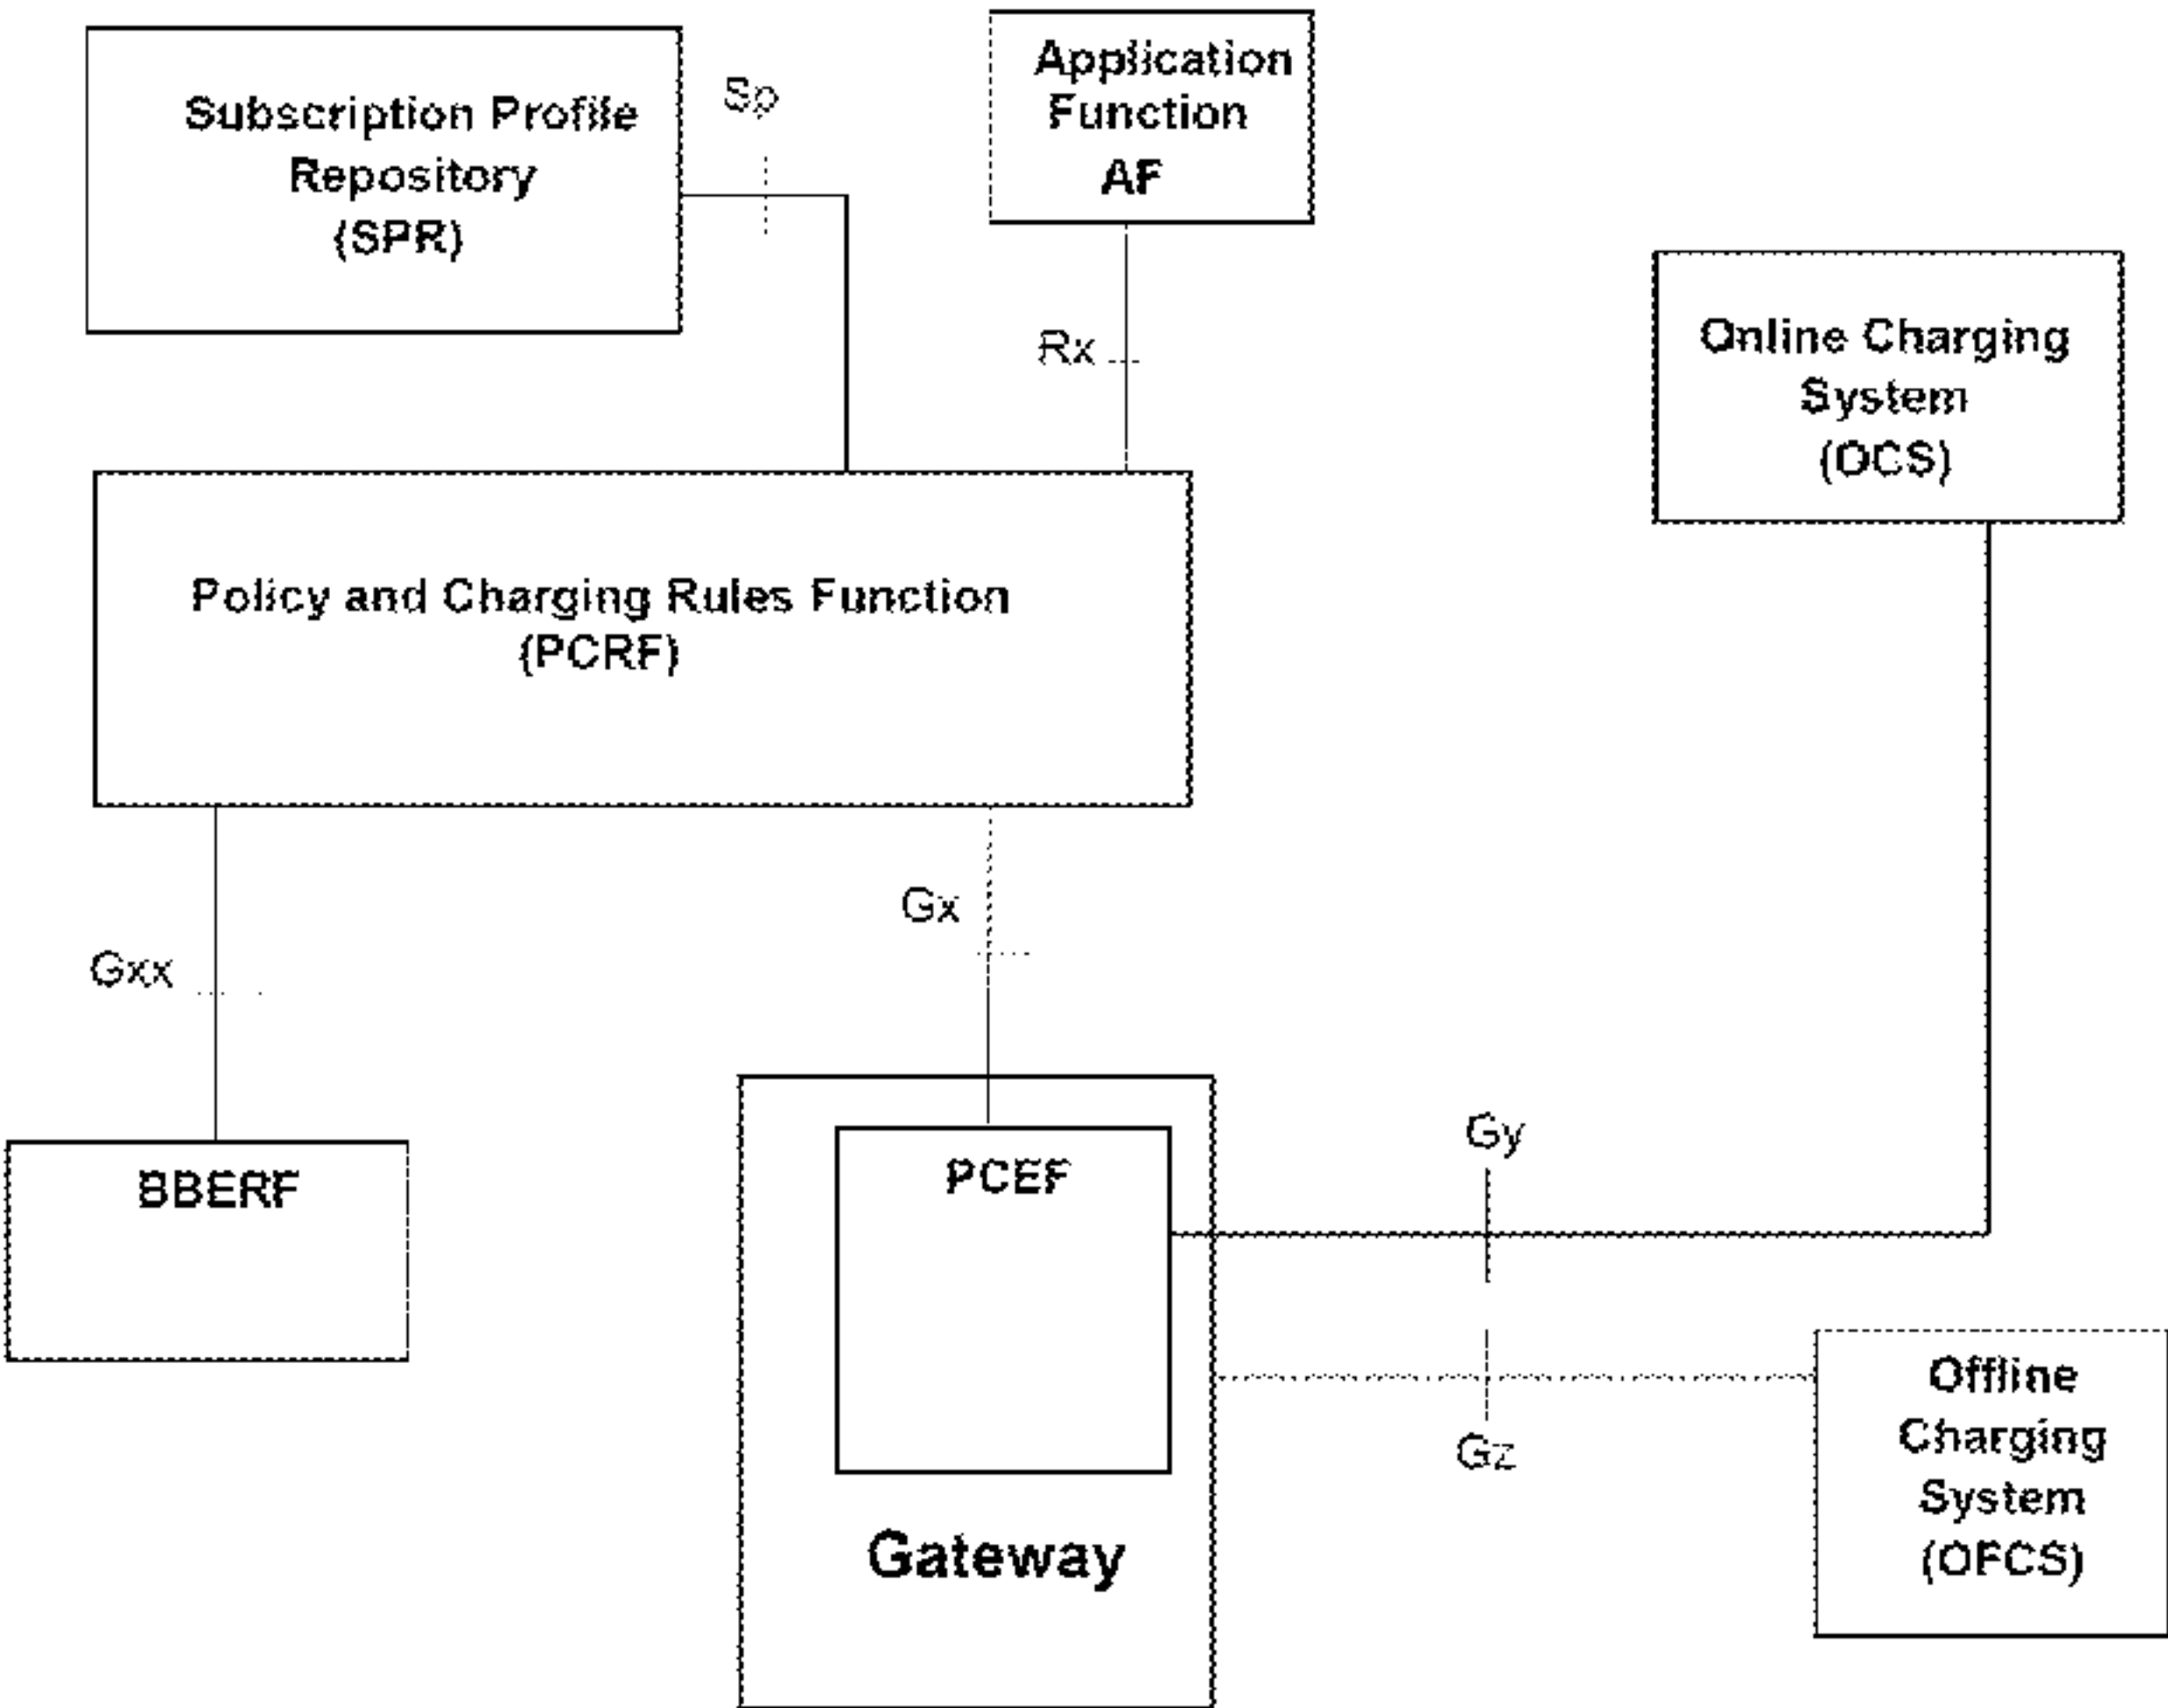 Subscription Profile
Repository
(SPR)
Sp
Application
Function
AF
Rx
Online Charging
System
(OCS)
Policy and Charging Rules Function
(PCRF)
Gxx
Gx
BBERF
PCEF
Gateway
Gy
Gz
Offline
Charging
System
(OFCS)